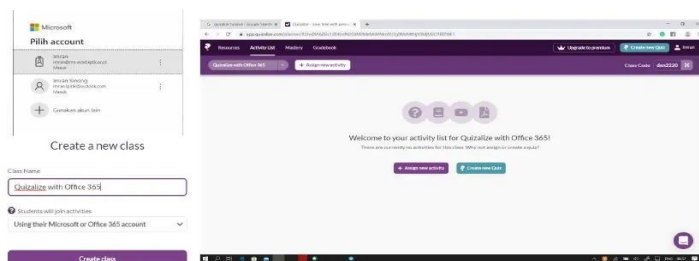 Microsoft
Pilih account
Imran
Masuk
Imran
Masuk
Gunakan akun lain
Create a new class
Class Name
Quizalize with Office 365
Students will join activities
Using their Microsoft or Office 365 account
Create class
Resources Activity List Mastery Gradebook
Upgrade to premium
Create new Quiz
Imran
Quizalize with Office 365
+ Assign new activity
Class Code
Welcome to your activity list for Quizalize with Office 365!
There are currently no activities for this class. Why not assign or create a quiz?
+ Assign new activity
Create new Quiz